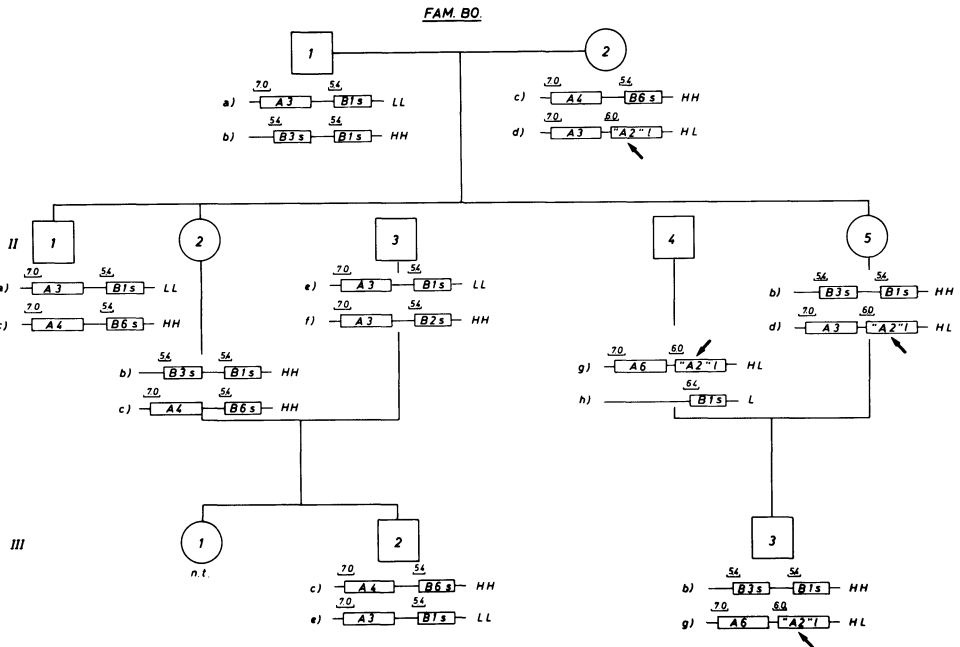 FAM. BO.
1
2
7.0 5.4
a) A3 B1s LL
5.4 5.4
b) B3s B1s HH
7.0 5.4
c) A4 B6s HH
7.0 6.0
d) A3 "A2"l HL
II
1
2
3
4
5
7.0 5.4
a) A3 B1s LL
7.0 5.4
c) A4 B6s HH
5.4 5.4
b) B3s B1s HH
7.0 5.4
c) A4 B6s HH
7.0 5.4
e) A3 B1s LL
7.0 5.4
f) A3 B2s HH
7.0 6.0
g) A6 "A2"l HL
6.4
h) B1s L
5.4 5.4
b) B3s B1s HH
7.0 6.0
d) A3 "A2"l HL
III
1
n.t.
2
3
7.0 5.4
c) A4 B6s HH
7.0 5.4
e) A3 B1s LL
5.4 5.4
b) B3s B1s HH
7.0 6.0
g) A6 "A2"l HL